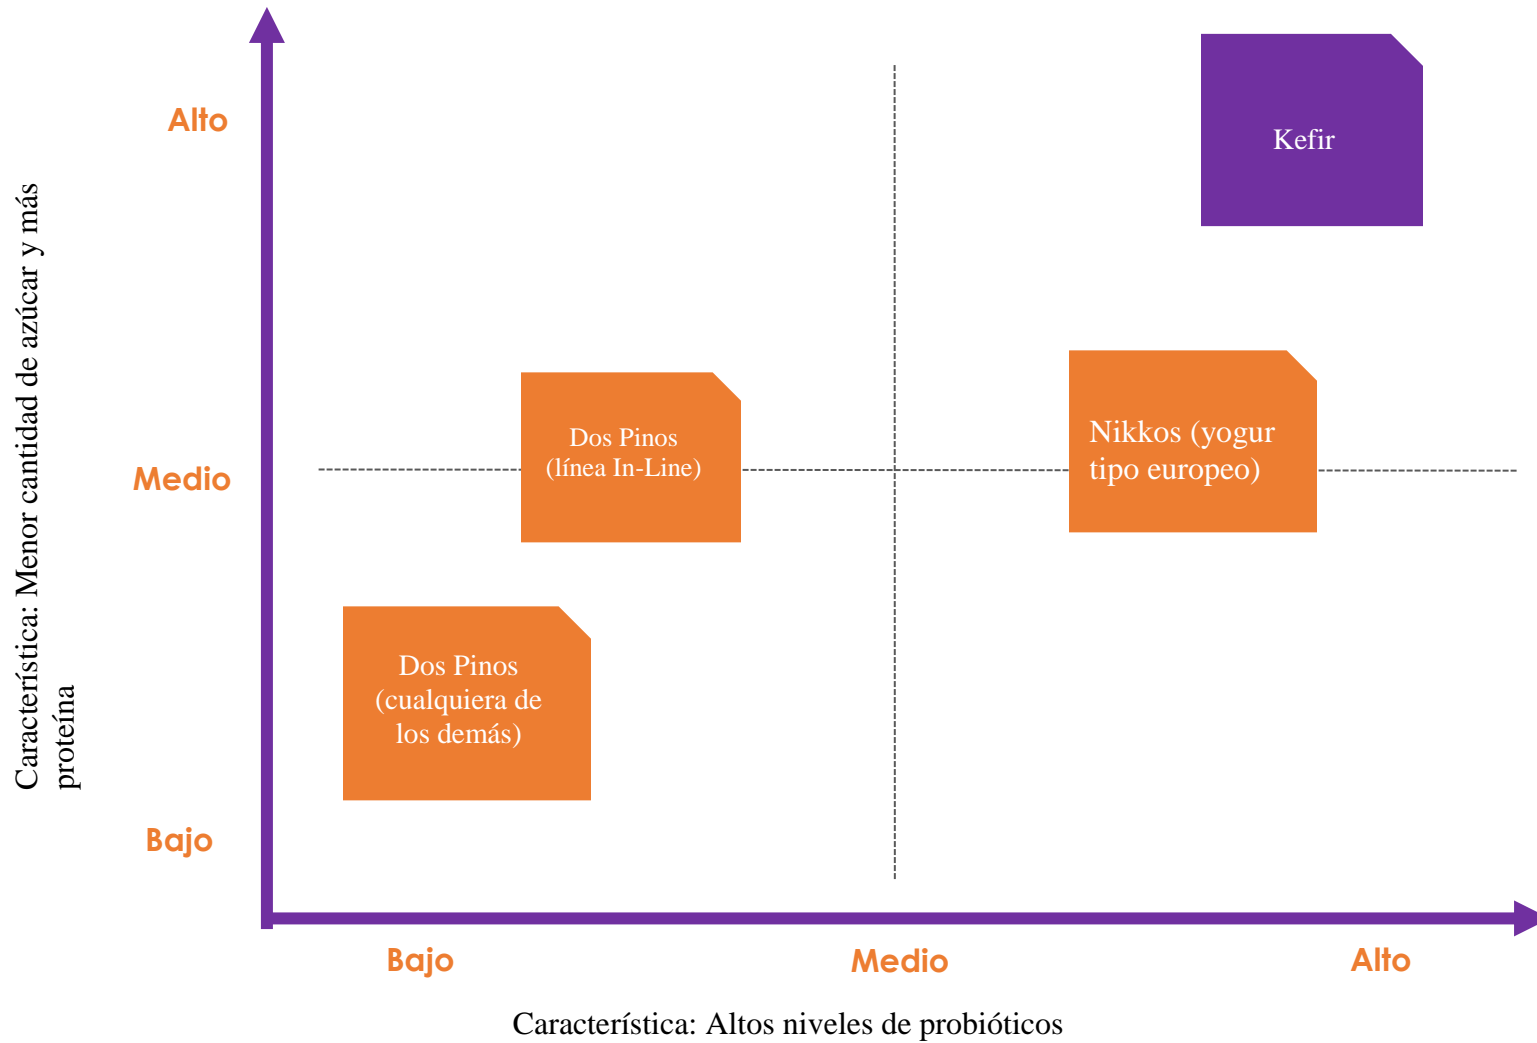 Característica: Menor cantidad de azúcar y más
proteína
Alto
Medio
Bajo
Kefir
Dos Pinos
(línea In-Line)
Nikkos (yogur
tipo europeo)
Dos Pinos
(cualquiera de
los demás)
Bajo
Medio
Alto
Característica: Altos niveles de probióticos